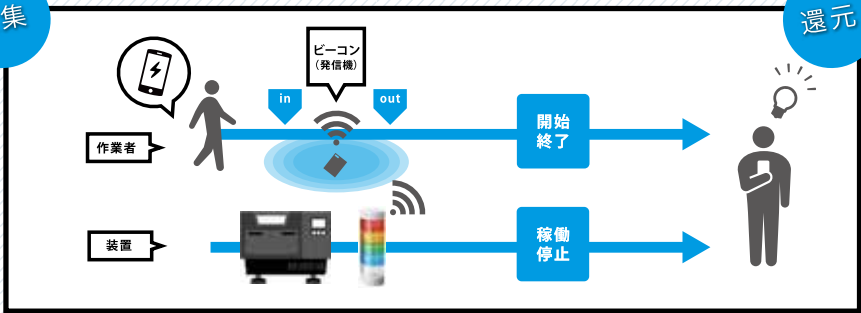 集
還元
ビーコン
（発信機）
in
out
開始
終了
作業者
稼働
停止
装置